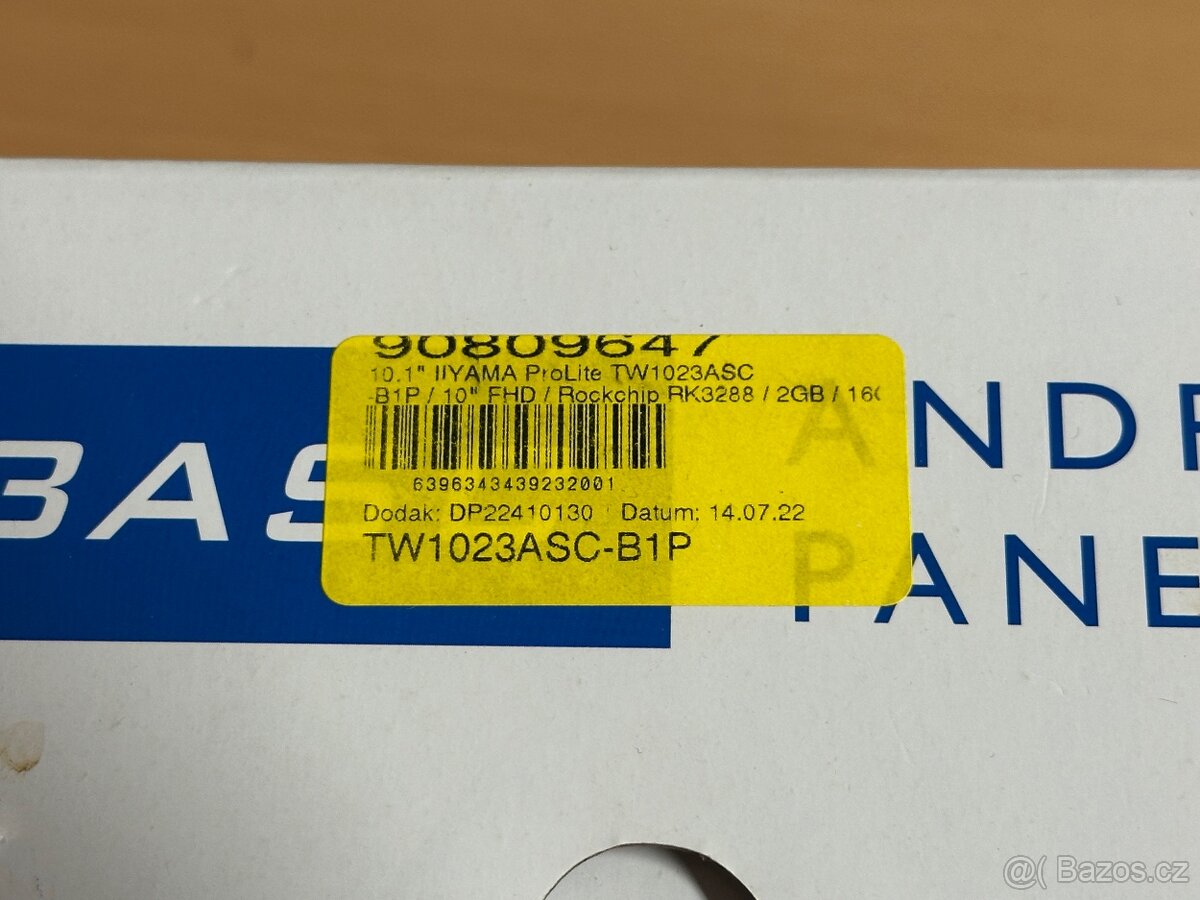 90809647
10.1" IIYAMA ProLite TW1023ASC
-B1P / 10" FHD / Rockchip RK3288 / 2GB / 16G
6396343439232001
Dodak: DP22410130 Datum: 14.07.22
TW1023ASC-B1P
BAS
ANDR
PANE
@( Bazos.cz